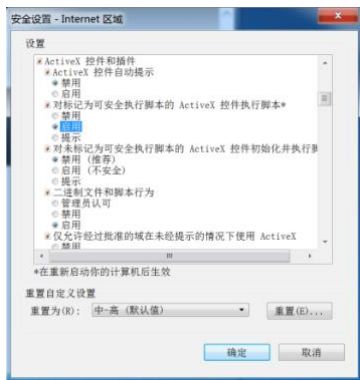 安全设置 - Internet 区域
设置
ActiveX 控件和插件
ActiveX 控件自动提示
禁用
启用
对标记为可安全执行脚本的 ActiveX 控件执行脚本*
禁用
启用
提示
对未标记为可安全执行脚本的 ActiveX 控件初始化并执行脚
禁用 (推荐)
启用 (不安全)
提示
二进制文件和脚本行为
管理员认可
禁用
启用
仅允许经过批准的域在未经提示的情况下使用 ActiveX
禁用
*在重新启动你的计算机后生效
重置自定义设置
重置为(R): 中-高 (默认值) 重置(E)...
确定 取消